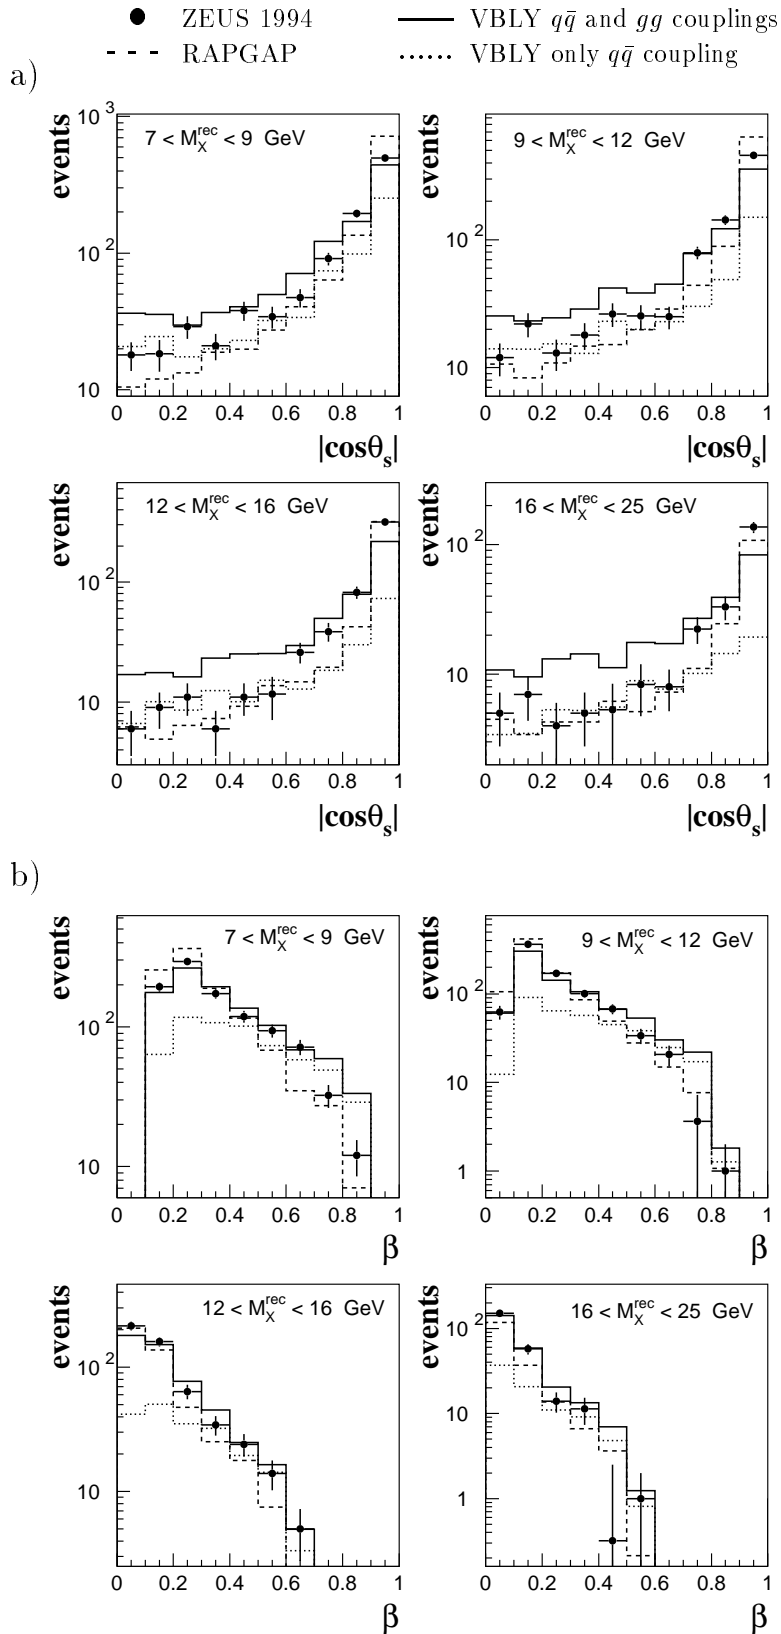 ZEUS 1994 VBLY qq̄ and gg couplings
RAPGAP VBLY only qq̄ coupling
a)
events 10³ 10² 10 7 < M_X^rec < 9 GeV
0 0.2 0.4 0.6 0.8 1
|cosθ_s|
events 10² 10 9 < M_X^rec < 12 GeV
0 0.2 0.4 0.6 0.8 1
|cosθ_s|
events 10² 10 12 < M_X^rec < 16 GeV
0 0.2 0.4 0.6 0.8 1
|cosθ_s|
events 10² 10 16 < M_X^rec < 25 GeV
0 0.2 0.4 0.6 0.8 1
|cosθ_s|
b)
events 10² 10 7 < M_X^rec < 9 GeV
0 0.2 0.4 0.6 0.8 1
β
events 10² 10 1 9 < M_X^rec < 12 GeV
0 0.2 0.4 0.6 0.8 1
β
events 10² 10 12 < M_X^rec < 16 GeV
0 0.2 0.4 0.6 0.8 1
β
events 10² 10 1 16 < M_X^rec < 25 GeV
0 0.2 0.4 0.6 0.8 1
β